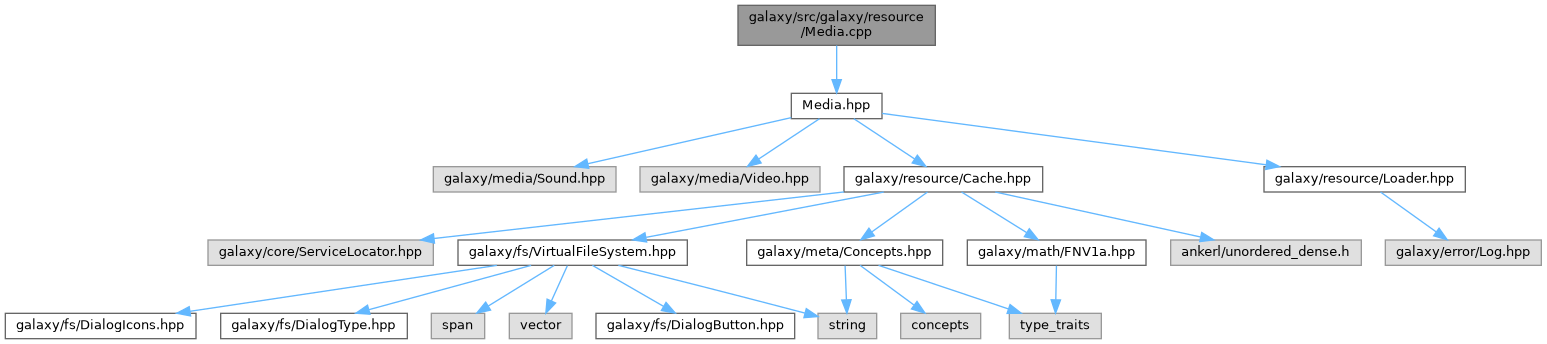 galaxy/src/galaxy/resource
/Media.cpp
Media.hpp
galaxy/media/Sound.hpp
galaxy/media/Video.hpp
galaxy/resource/Cache.hpp
galaxy/resource/Loader.hpp
galaxy/core/ServiceLocator.hpp
galaxy/fs/VirtualFileSystem.hpp
galaxy/meta/Concepts.hpp
galaxy/math/FNV1a.hpp
ankerl/unordered_dense.h
galaxy/error/Log.hpp
galaxy/fs/DialogIcons.hpp
galaxy/fs/DialogType.hpp
span
vector
galaxy/fs/DialogButton.hpp
string
concepts
type_traits